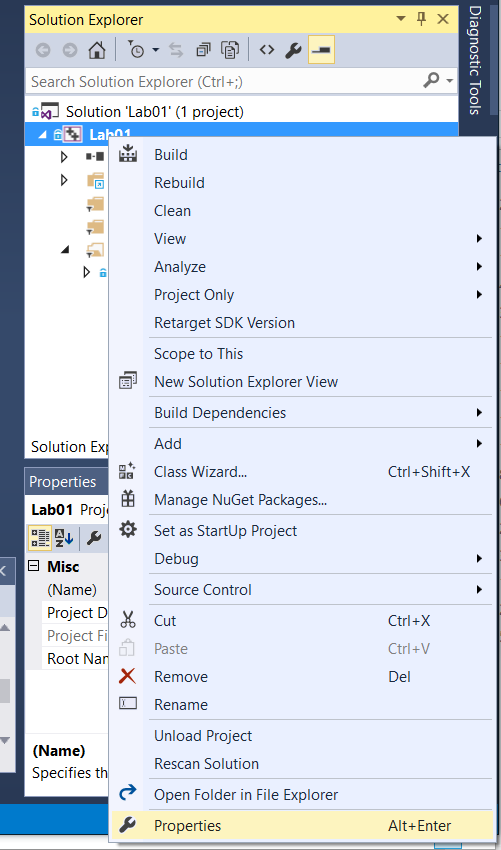 Solution Explorer
Diagnostic Tools
Search Solution Explorer (Ctrl+;)
Solution 'Lab01' (1 project)
Lab01
Build
Rebuild
Clean
View
Analyze
Project Only
Retarget SDK Version
Scope to This
New Solution Explorer View
Build Dependencies
Add
Class Wizard... Ctrl+Shift+X
Manage NuGet Packages...
Set as StartUp Project
Debug
Source Control
Cut Ctrl+X
Paste Ctrl+V
Remove Del
Rename
Unload Project
Rescan Solution
Open Folder in File Explorer
Properties Alt+Enter
Solution Exp
Properties
Lab01 Proje
Misc
(Name)
Project D
Project Fi
Root Nam
(Name)
Specifies th